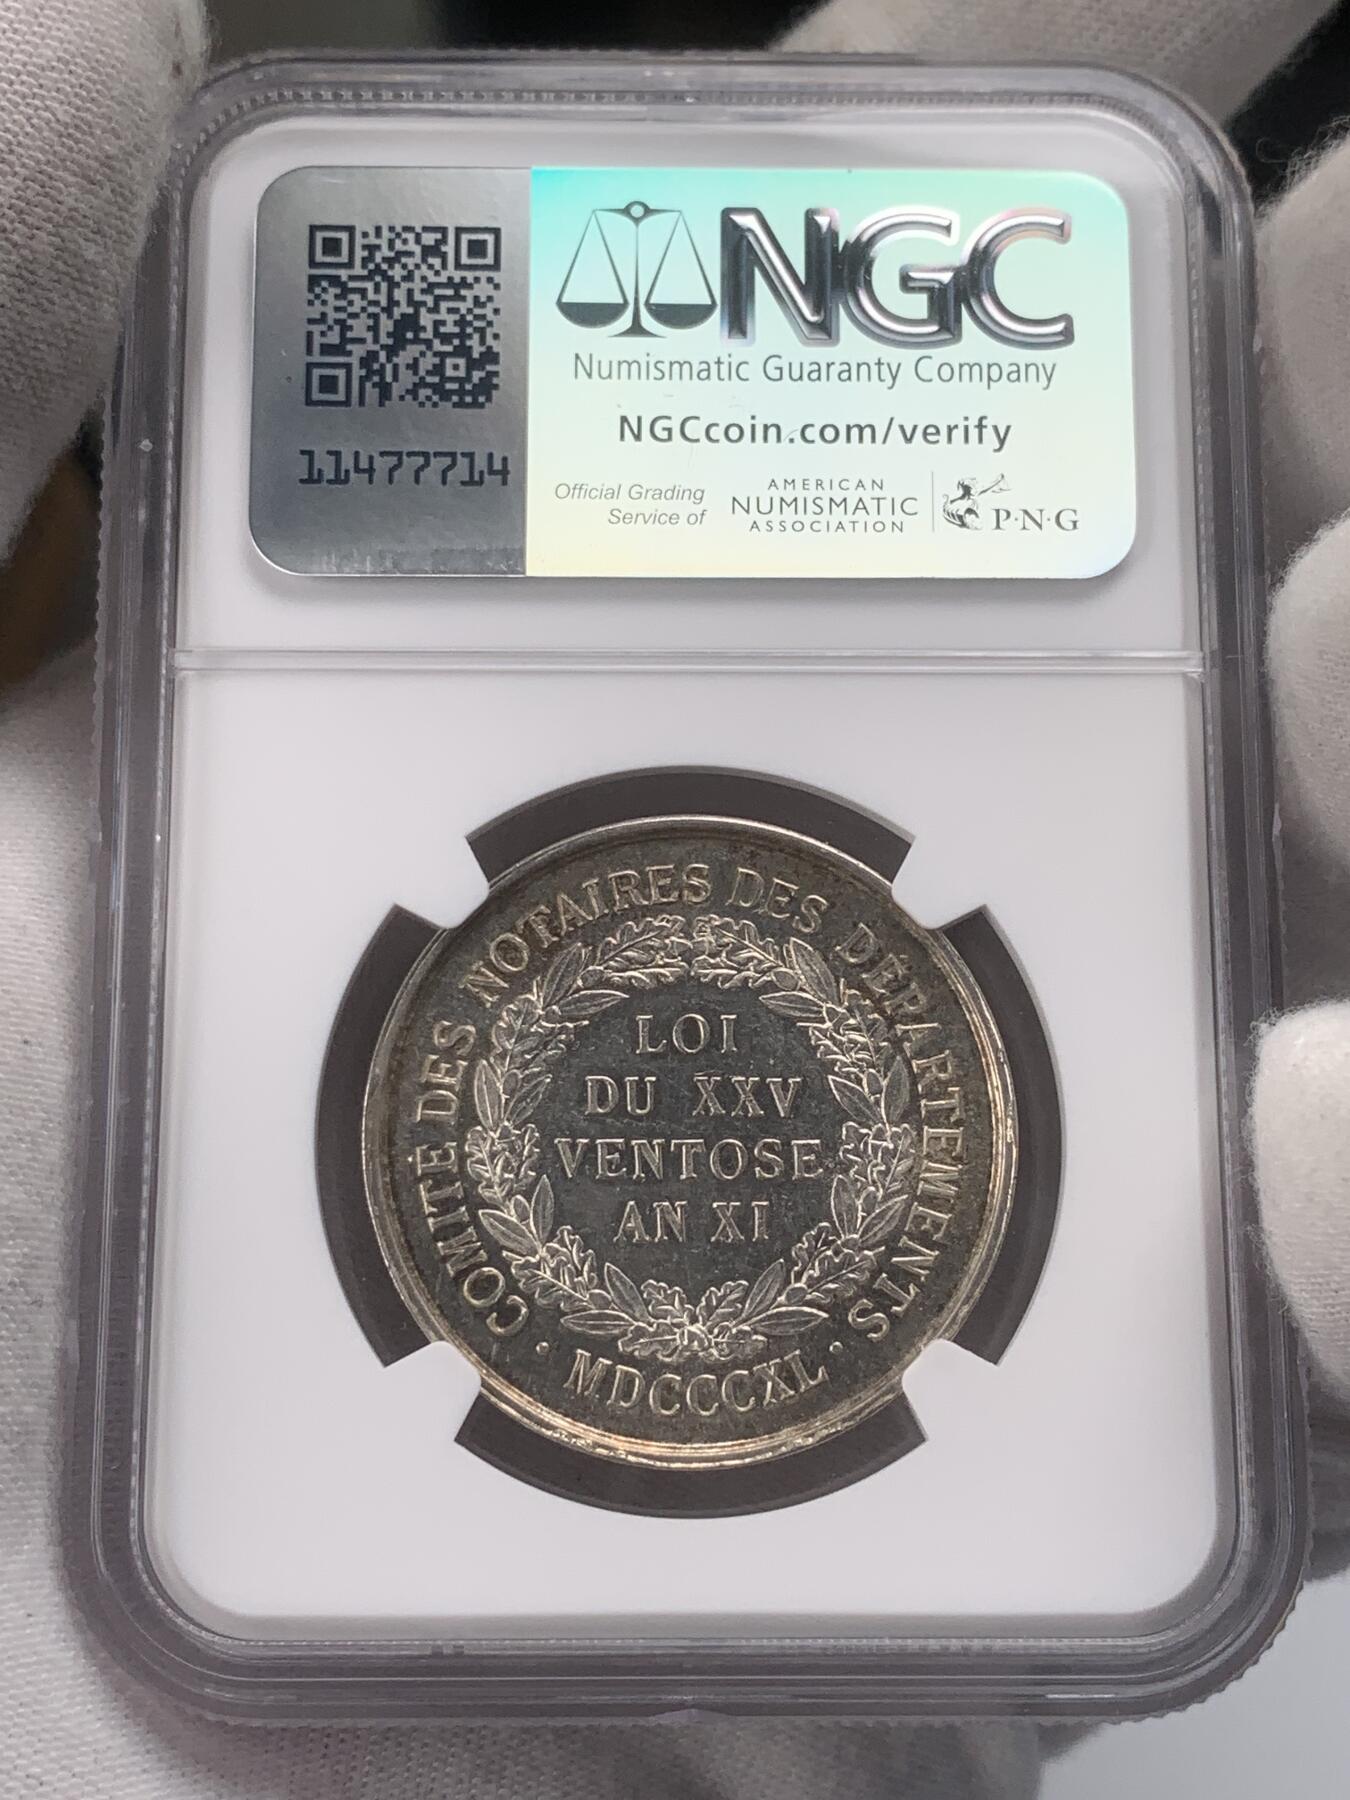 NGC
Numismatic Guaranty Company
NGCcoin.com/verify
11477714
Official Grading
Service of
AMERICAN
NUMISMATIC
ASSOCIATION
P·N·G
COMITÉ DES NOTAIRES DES DÉPARTEMENTS
LOI
DU XXV
VENTOSE
AN XI
· MDCCCXL ·